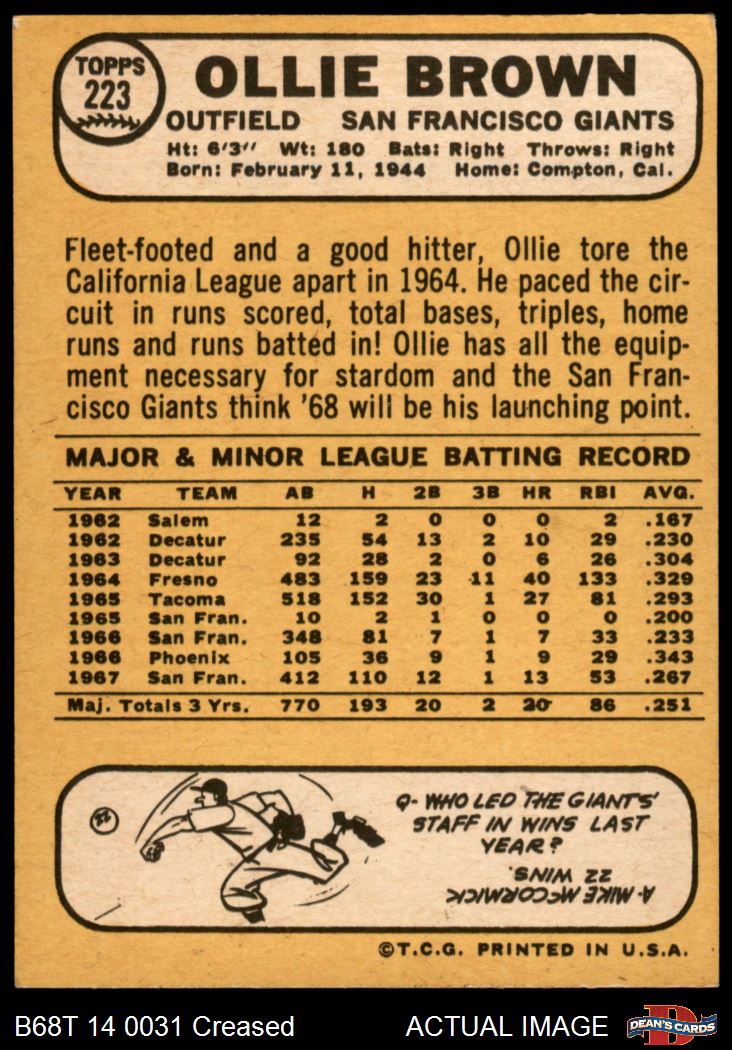 TOPPS
223
OLLIE BROWN
OUTFIELD SAN FRANCISCO GIANTS
Ht: 6'3" Wt: 180 Bats: Right Throws: Right
Born: February 11, 1944 Home: Compton, Cal.
Fleet-footed and a good hitter, Ollie tore the
California League apart in 1964. He paced the cir-
cuit in runs scored, total bases, triples, home
runs and runs batted in! Ollie has all the equip-
ment necessary for stardom and the San Fran-
cisco Giants think '68 will be his launching point.
MAJOR & MINOR LEAGUE BATTING RECORD
YEAR TEAM AB H 2B 3B HR RBI AVG.
1962 Salem 12 2 0 0 0 2 .167
1962 Decatur 235 54 13 2 10 29 .230
1963 Decatur 92 28 2 0 6 26 .304
1964 Fresno 483 159 23 11 40 133 .329
1965 Tacoma 518 152 30 1 27 81 .293
1965 San Fran. 10 2 1 0 0 0 .200
1966 San Fran. 348 81 7 1 7 33 .233
1966 Phoenix 105 36 9 1 9 29 .343
1967 San Fran. 412 110 12 1 13 53 .267
Maj. Totals 3 Yrs. 770 193 20 2 20 86 .251
22
Q- WHO LED THE GIANTS'
STAFF IN WINS LAST
YEAR?
A- MIKE McCORMICK
22 WINS.
©T.C.G. PRINTED IN U.S.A.
B68T 14 0031 Creased ACTUAL IMAGE
D
DEAN'S CARDS